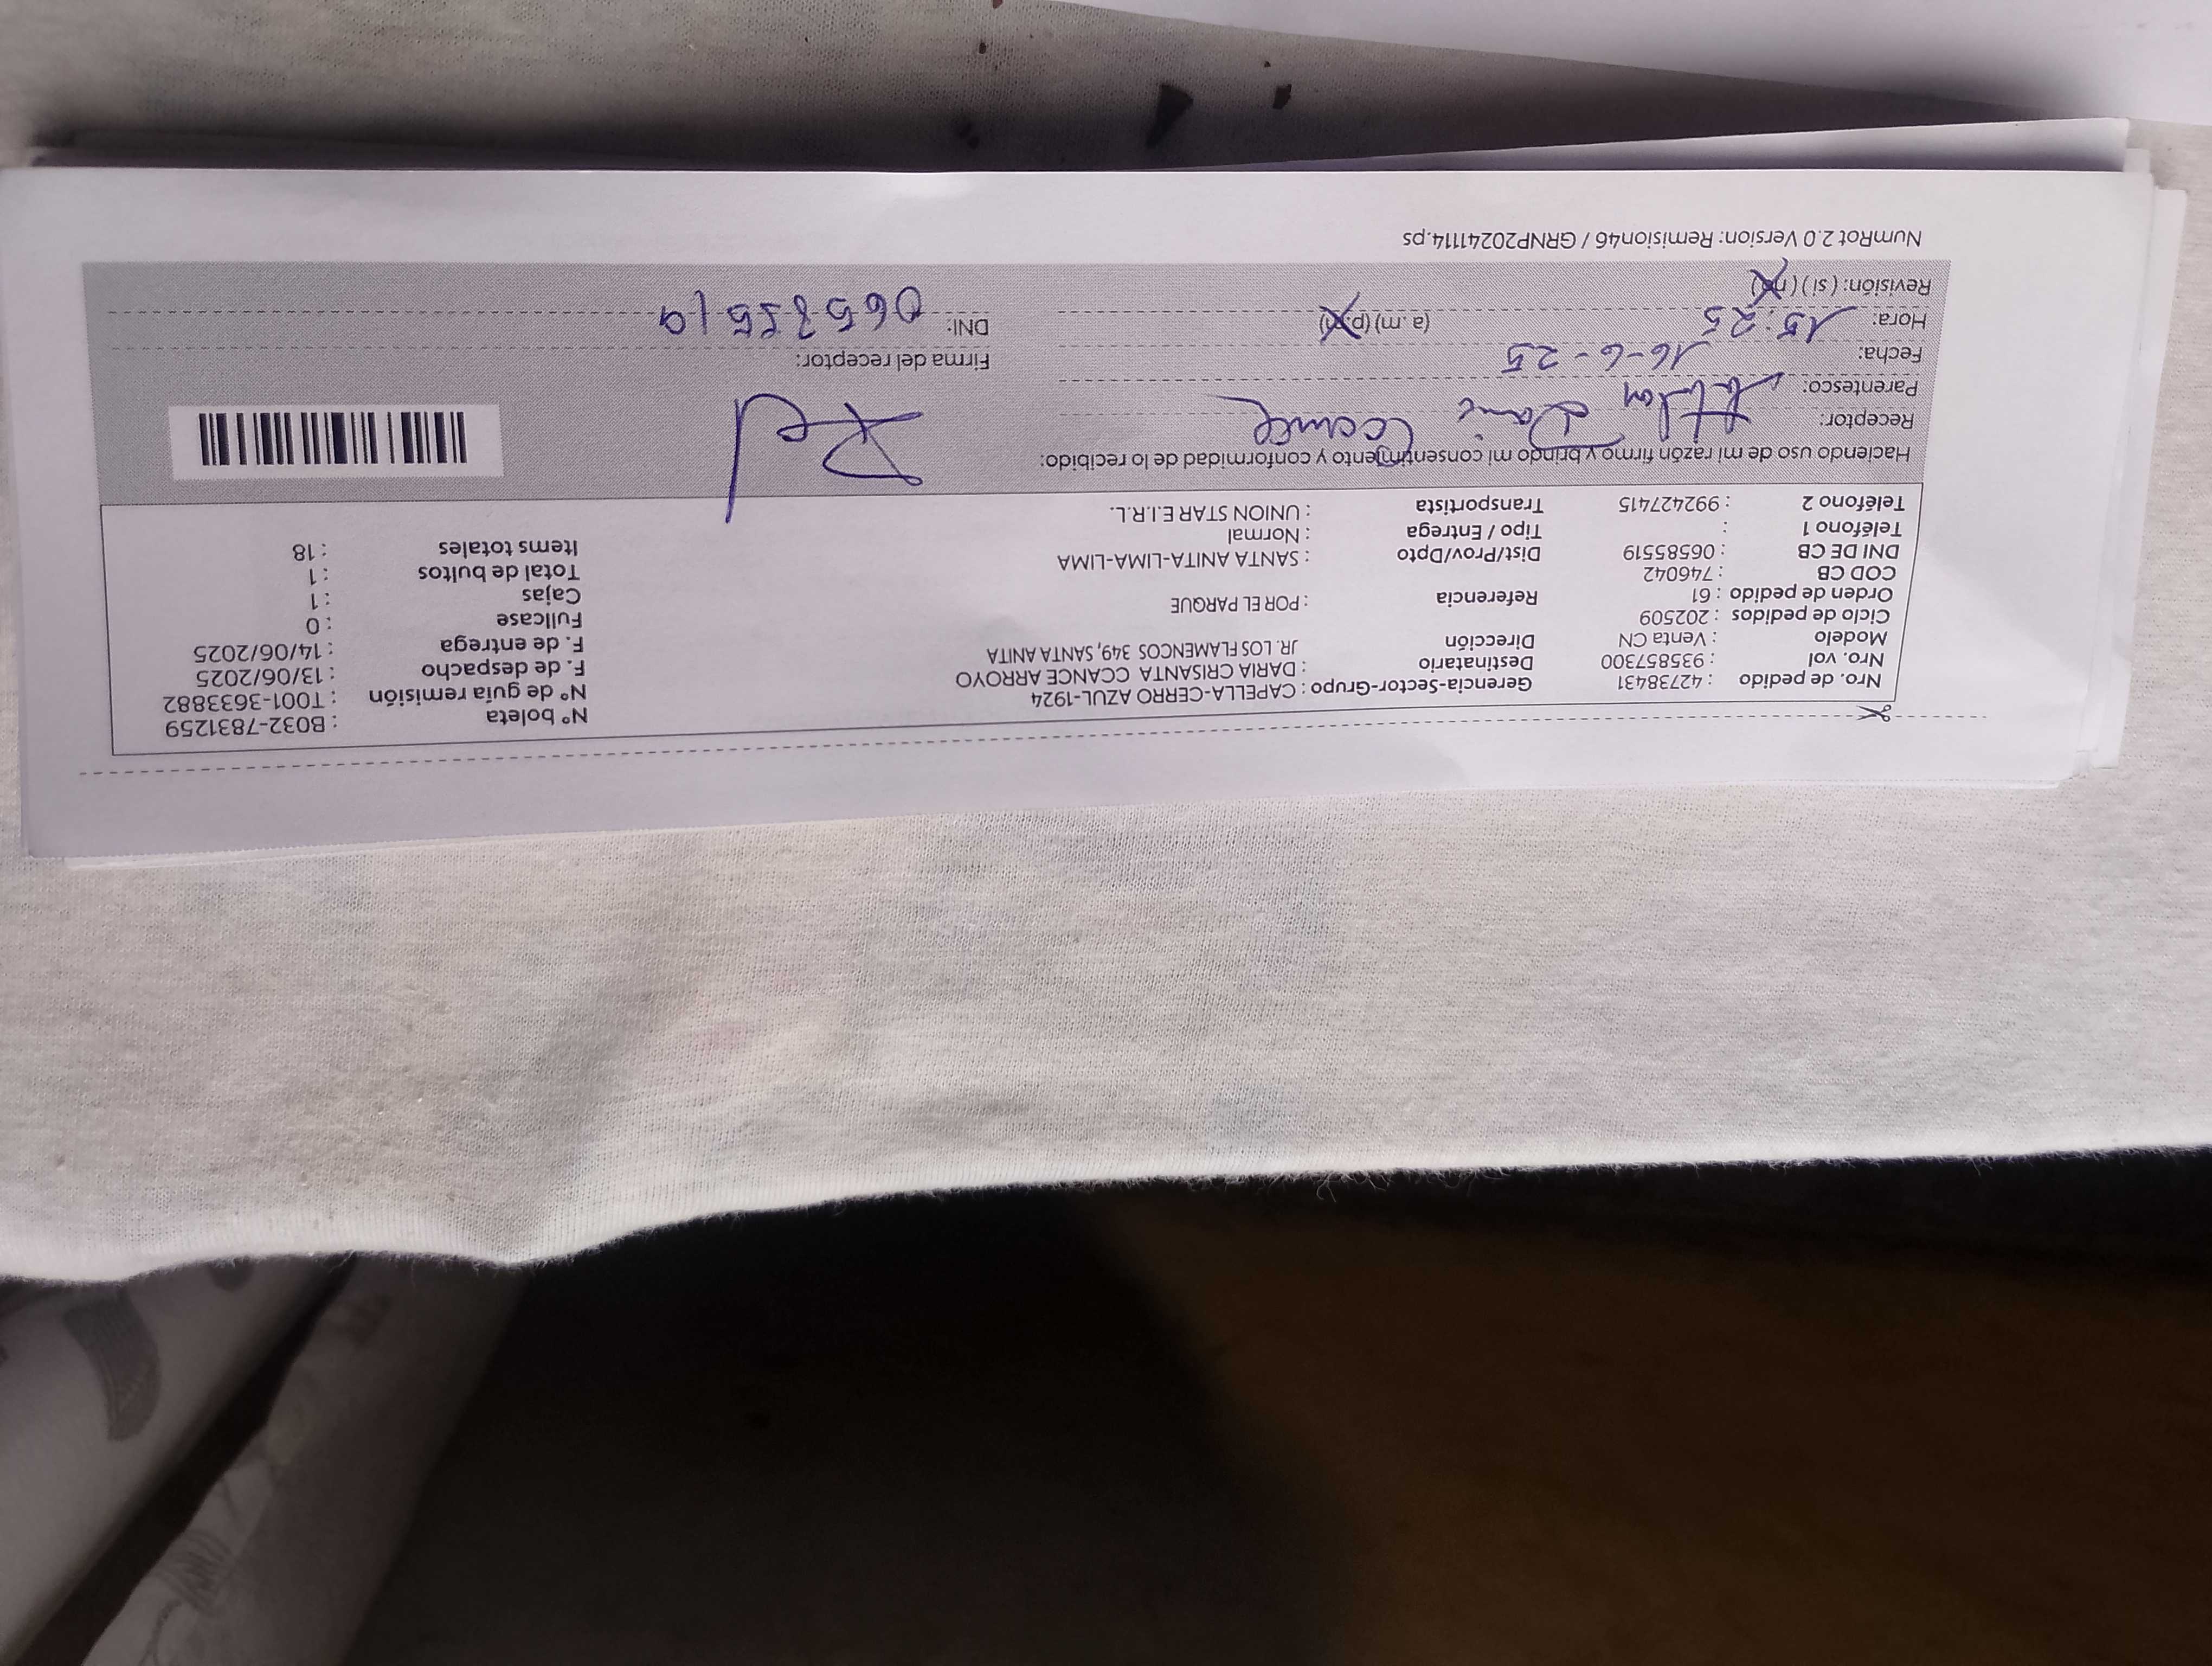 Nro. de pedido : 42738431 Gerencia-Sector-Grupo : CAPELLA-CERRO AZUL-1924 N° boleta : B032-7831259
Nro. vol : 935857300 Destinatario : DARIA CRISANTA CCANCE ARROYO N° de guía remisión : T001-3633882
Modelo : Venta CN Dirección JR. LOS FLAMENCOS 349, SANTA ANITA F. de despacho : 13/06/2025
Ciclo de pedidos : 202509 F. de entrega : 14/06/2025
Orden de pedido : 61 Referencia : POR EL PARQUE Fullcase : 0
COD CB : 746042 Cajas : 1
DNI DE CB : 06585519 Dist/Prov/Dpto : SANTA ANITA-LIMA-LIMA Total de bultos : 1
Teléfono 1 : Tipo / Entrega : Normal Items totales : 18
Teléfono 2 : 992427415 Transportista : UNION STAR E.I.R.L.
Haciendo uso de mi razón firmo y brindo mi consentimiento y conformidad de lo recibido:
Receptor: Ccance
Parentesco:
Fecha: 16-6-25 Firma del receptor:
Hora: 15:25 (a. m) (p.m) DNI: 06585519
Revisión: (si) (no)
NumRot 2.0 Version: Remision46 / GRNP20241114.ps